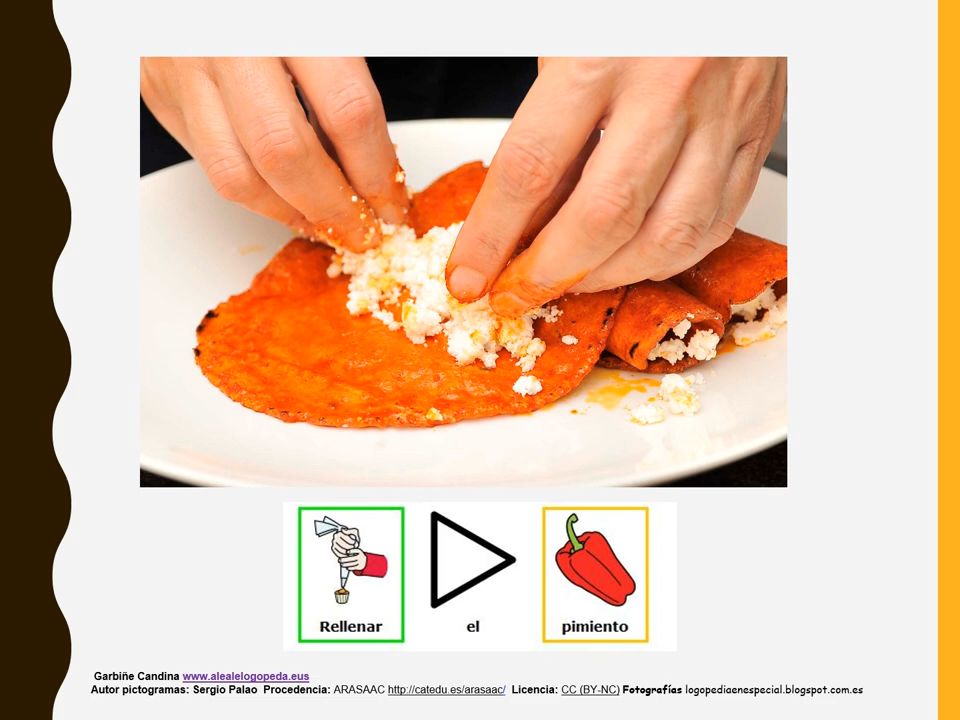 Rellenar el pimiento
Garbiñe Candina www.alealelogopeda.eus
Autor pictogramas: Sergio Palao Procedencia: ARASAAC http://catedu.es/arasaac/ Licencia: CC (BY-NC) Fotografías logopediaenespecial.blogspot.com.es